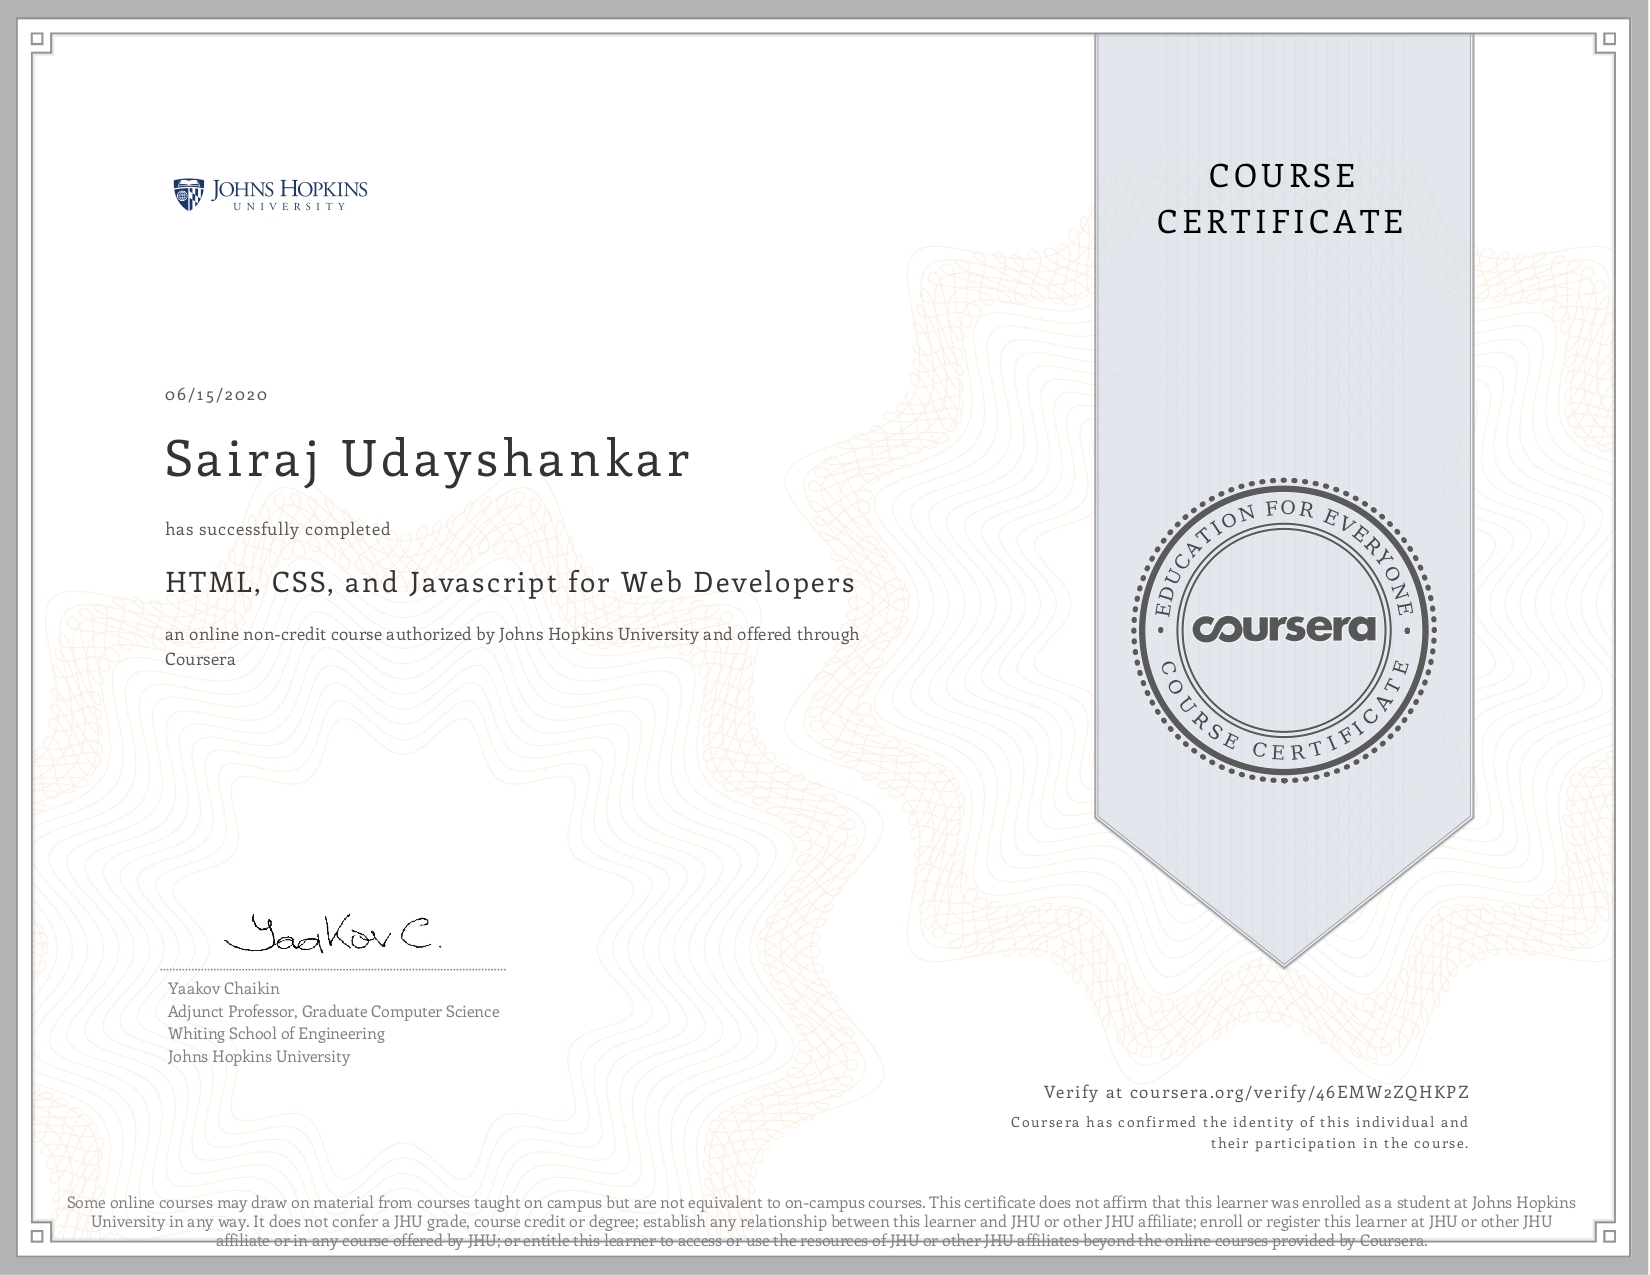 JOHNS HOPKINS
UNIVERSITY
COURSE
CERTIFICATE
06/15/2020
Sairaj Udayshankar
has successfully completed
HTML, CSS, and Javascript for Web Developers
an online non-credit course authorized by Johns Hopkins University and offered through
Coursera
EDUCATION FOR EVERYONE
coursera
COURSE CERTIFICATE
Yaakov C.
Yaakov Chaikin
Adjunct Professor, Graduate Computer Science
Whiting School of Engineering
Johns Hopkins University
Verify at coursera.org/verify/46EMW2ZQHKPZ
Coursera has confirmed the identity of this individual and
their participation in the course.
Some online courses may draw on material from courses taught on campus but are not equivalent to on-campus courses. This certificate does not affirm that this learner was enrolled as a student at Johns Hopkins
University in any way. It does not confer a JHU grade, course credit or degree; establish any relationship between this learner and JHU or other JHU affiliate; enroll or register this learner at JHU or other JHU
affiliate or in any course offered by JHU; or entitle this learner to access or use the resources of JHU or other JHU affiliates beyond the online courses provided by Coursera.